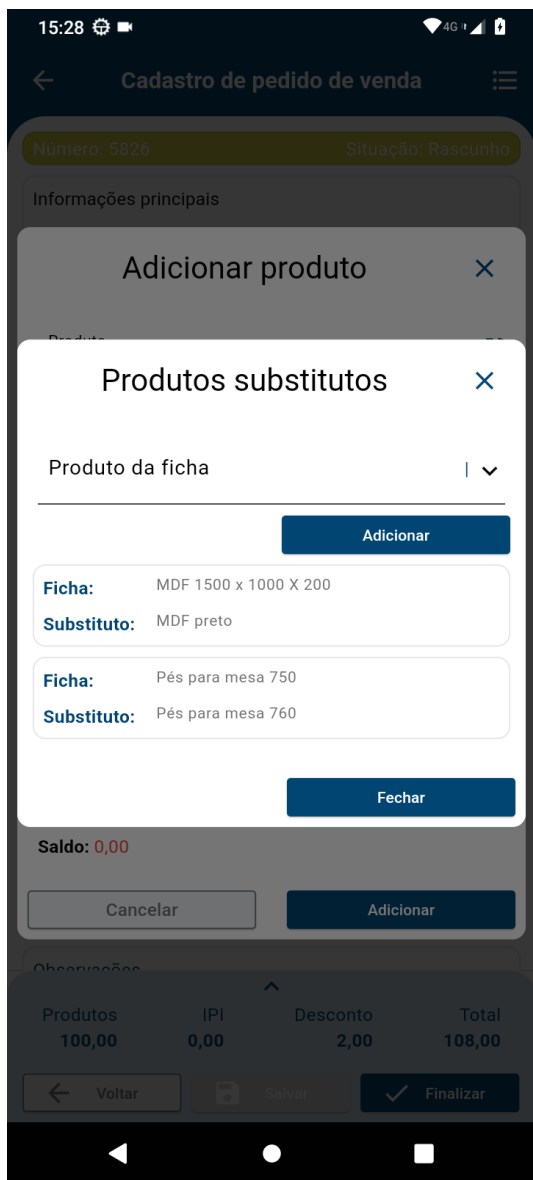 15:28
4G
Cadastro de pedido de venda
Número: 5826 Situação: Rascunho
Informações principais
Adicionar produto
Produto
Produtos substitutos
Produto da ficha
Adicionar
Ficha: MDF 1500 x 1000 X 200
Substituto: MDF preto
Ficha: Pés para mesa 750
Substituto: Pés para mesa 760
Fechar
Saldo: 0,00
Cancelar Adicionar
Observações
Produtos IPI Desconto Total
100,00 0,00 2,00 108,00
Voltar Salvar Finalizar